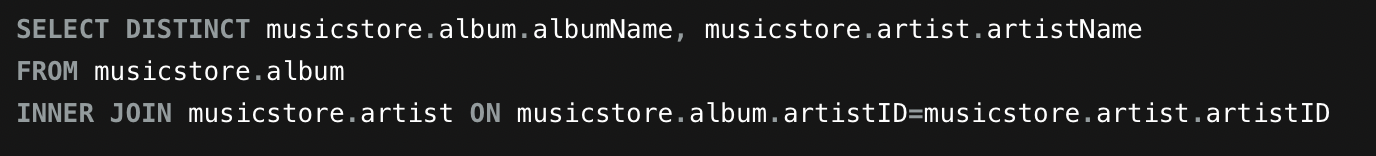 SELECT DISTINCT musicstore.album.albumName, musicstore.artist.artistName
FROM musicstore.album
INNER JOIN musicstore.artist ON musicstore.album.artistID=musicstore.artist.artistID